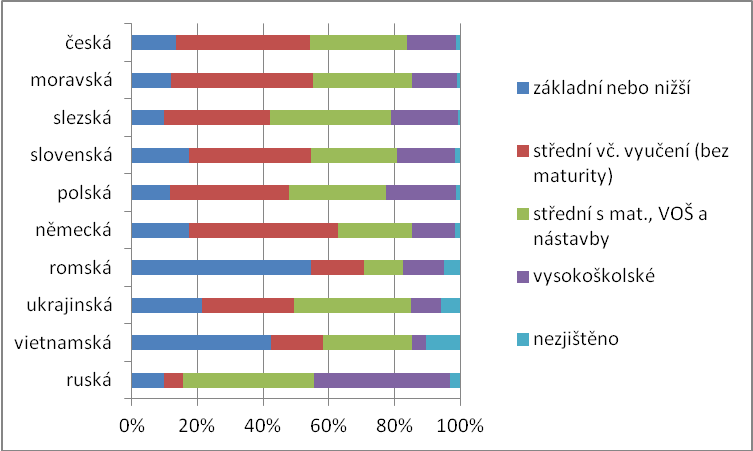 česká
moravská
slezská
slovenská
polská
německá
romská
ukrajinská
vietnamská
ruská
0%
20%
40%
60%
80%
100%
základní nebo nižší
střední vč. vyučení (bez
maturity)
střední s mat., VOŠ a
nástavby
vysokoškolské
nezjištěno